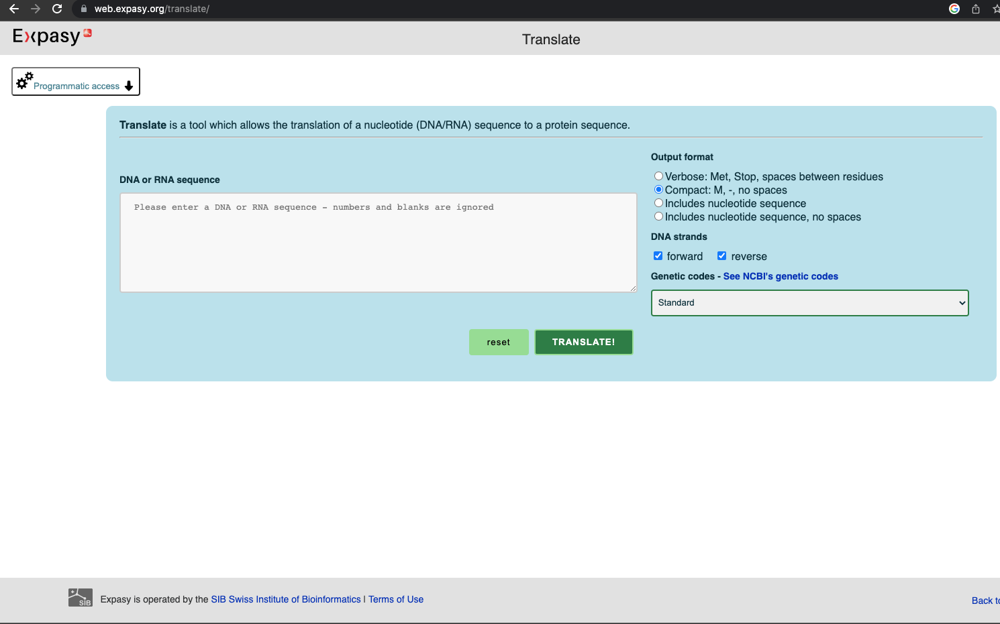 web.expasy.org/translate/
Expasy
Translate
Programmatic access
Translate is a tool which allows the translation of a nucleotide (DNA/RNA) sequence to a protein sequence.
DNA or RNA sequence
Please enter a DNA or RNA sequence - numbers and blanks are ignored
reset
TRANSLATE!
Output format
Verbose: Met, Stop, spaces between residues
Compact: M, -, no spaces
Includes nucleotide sequence
Includes nucleotide sequence, no spaces
DNA strands
forward reverse
Genetic codes - See NCBI's genetic codes
Standard
SIB
Expasy is operated by the SIB Swiss Institute of Bioinformatics | Terms of Use
Back